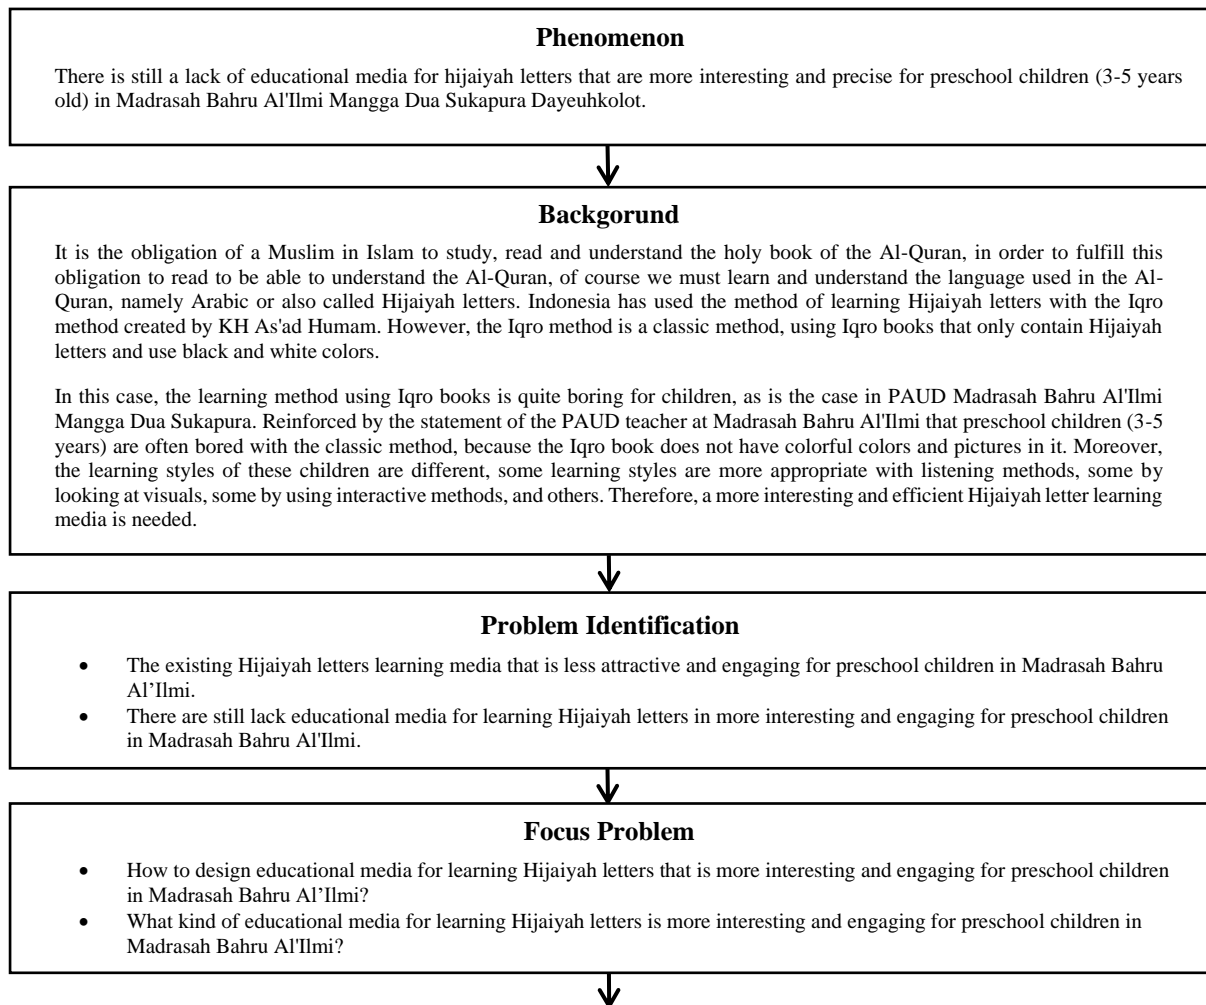 Phenomenon
There is still a lack of educational media for hijaiyah letters that are more interesting and precise for preschool children (3-5 years
old) in Madrasah Bahru Al'Ilmi Mangga Dua Sukapura Dayeuhkolot.
Backgorund
It is the obligation of a Muslim in Islam to study, read and understand the holy book of the Al-Quran, in order to fulfill this
obligation to read to be able to understand the Al-Quran, of course we must learn and understand the language used in the Al-
Quran, namely Arabic or also called Hijaiyah letters. Indonesia has used the method of learning Hijaiyah letters with the Iqro
method created by KH As'ad Humam. However, the Iqro method is a classic method, using Iqro books that only contain Hijaiyah
letters and use black and white colors.
In this case, the learning method using Iqro books is quite boring for children, as is the case in PAUD Madrasah Bahru Al'Ilmi
Mangga Dua Sukapura. Reinforced by the statement of the PAUD teacher at Madrasah Bahru Al'Ilmi that preschool children (3-5
years) are often bored with the classic method, because the Iqro book does not have colorful colors and pictures in it. Moreover,
the learning styles of these children are different, some learning styles are more appropriate with listening methods, some by
looking at visuals, some by using interactive methods, and others. Therefore, a more interesting and efficient Hijaiyah letter learning
media is needed.
Problem Identification
• The existing Hijaiyah letters learning media that is less attractive and engaging for preschool children in Madrasah Bahru
Al’Ilmi.
• There are still lack educational media for learning Hijaiyah letters in more interesting and engaging for preschool children
in Madrasah Bahru Al'Ilmi.
Focus Problem
• How to design educational media for learning Hijaiyah letters that is more interesting and engaging for preschool children
in Madrasah Bahru Al’Ilmi?
• What kind of educational media for learning Hijaiyah letters is more interesting and engaging for preschool children in
Madrasah Bahru Al'Ilmi?